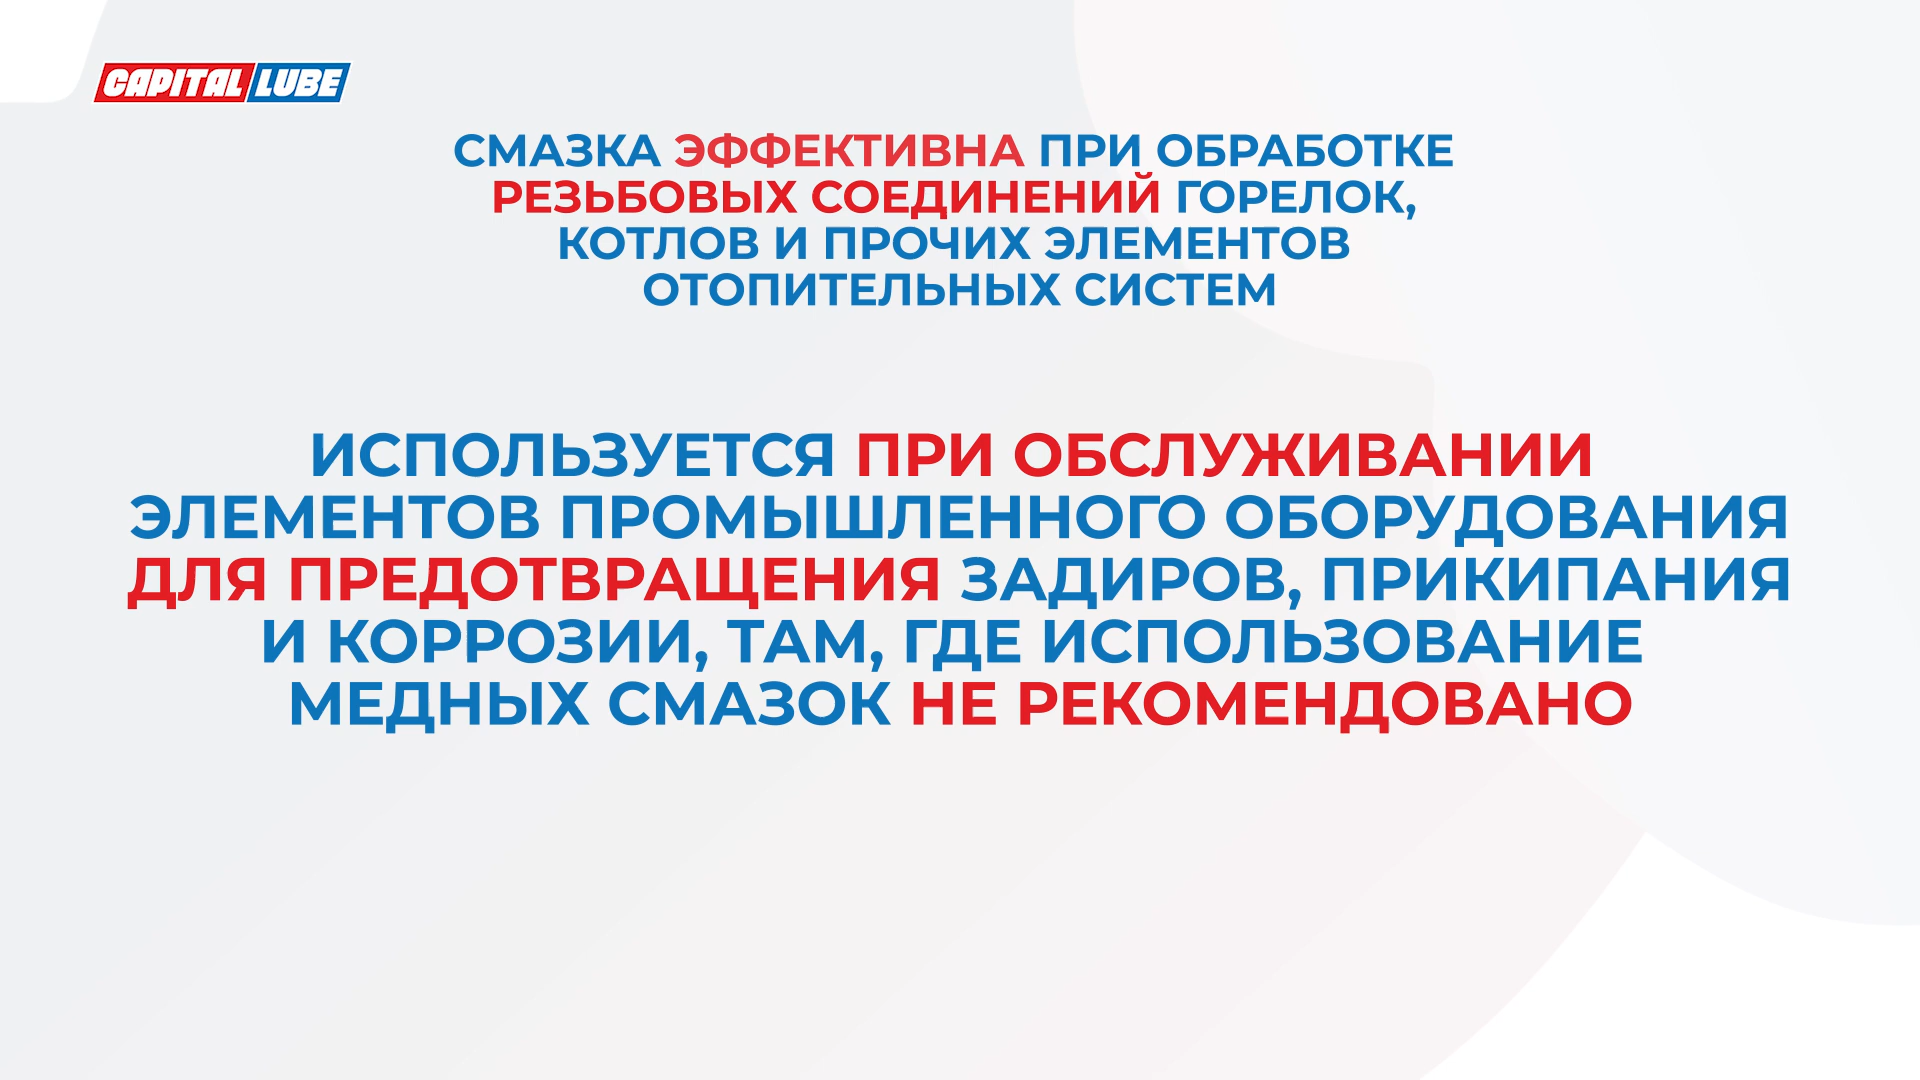 CAPITAL LUBE
СМАЗКА ЭФФЕКТИВНА ПРИ ОБРАБОТКЕ
РЕЗЬБОВЫХ СОЕДИНЕНИЙ ГОРЕЛОК,
КОТЛОВ И ПРОЧИХ ЭЛЕМЕНТОВ
ОТОПИТЕЛЬНЫХ СИСТЕМ
ИСПОЛЬЗУЕТСЯ ПРИ ОБСЛУЖИВАНИИ
ЭЛЕМЕНТОВ ПРОМЫШЛЕННОГО ОБОРУДОВАНИЯ
ДЛЯ ПРЕДОТВРАЩЕНИЯ ЗАДИРОВ, ПРИКИПАНИЯ
И КОРРОЗИИ, ТАМ, ГДЕ ИСПОЛЬЗОВАНИЕ
МЕДНЫХ СМАЗОК НЕ РЕКОМЕНДОВАНО